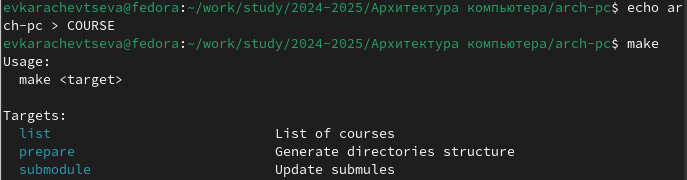 evkarachevtseva@fedora:~/work/study/2024-2025/Архитектура компьютера/arch-pc$ echo ar
ch-pc > COURSE
evkarachevtseva@fedora:~/work/study/2024-2025/Архитектура компьютера/arch-pc$ make
Usage:
  make <target>

Targets:
  list                          List of courses
  prepare                       Generate directories structure
  submodule                     Update submules